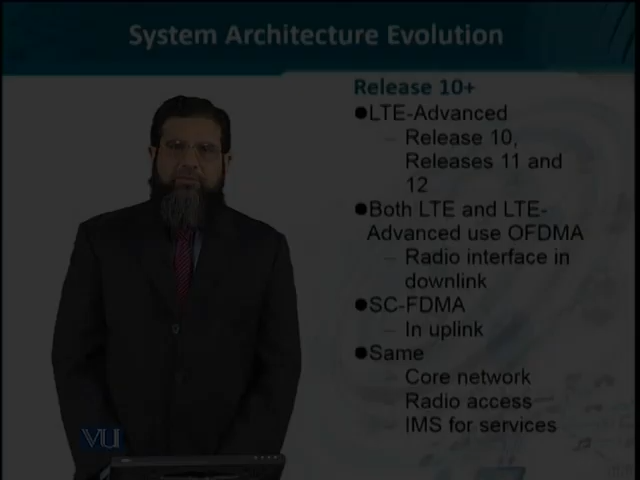 System Architecture Evolution
Release 10+
●LTE-Advanced
– Release 10,
Releases 11 and
12
●Both LTE and LTE-
Advanced use OFDMA
– Radio interface in
downlink
●SC-FDMA
– In uplink
●Same
– Core network
– Radio access
– IMS for services
VU